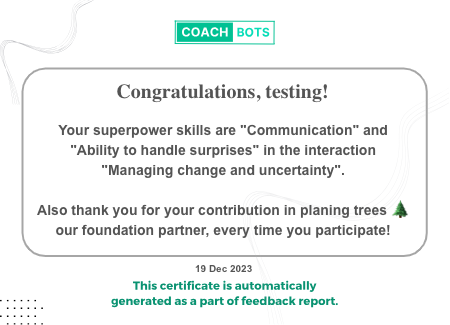 COACH BOTS
Congratulations, testing!
Your superpower skills are "Communication" and
"Ability to handle surprises" in the interaction
"Managing change and uncertainty".
Also thank you for your contribution in planing trees 🌲
our foundation partner, every time you participate!
19 Dec 2023
This certificate is automatically
generated as a part of feedback report.